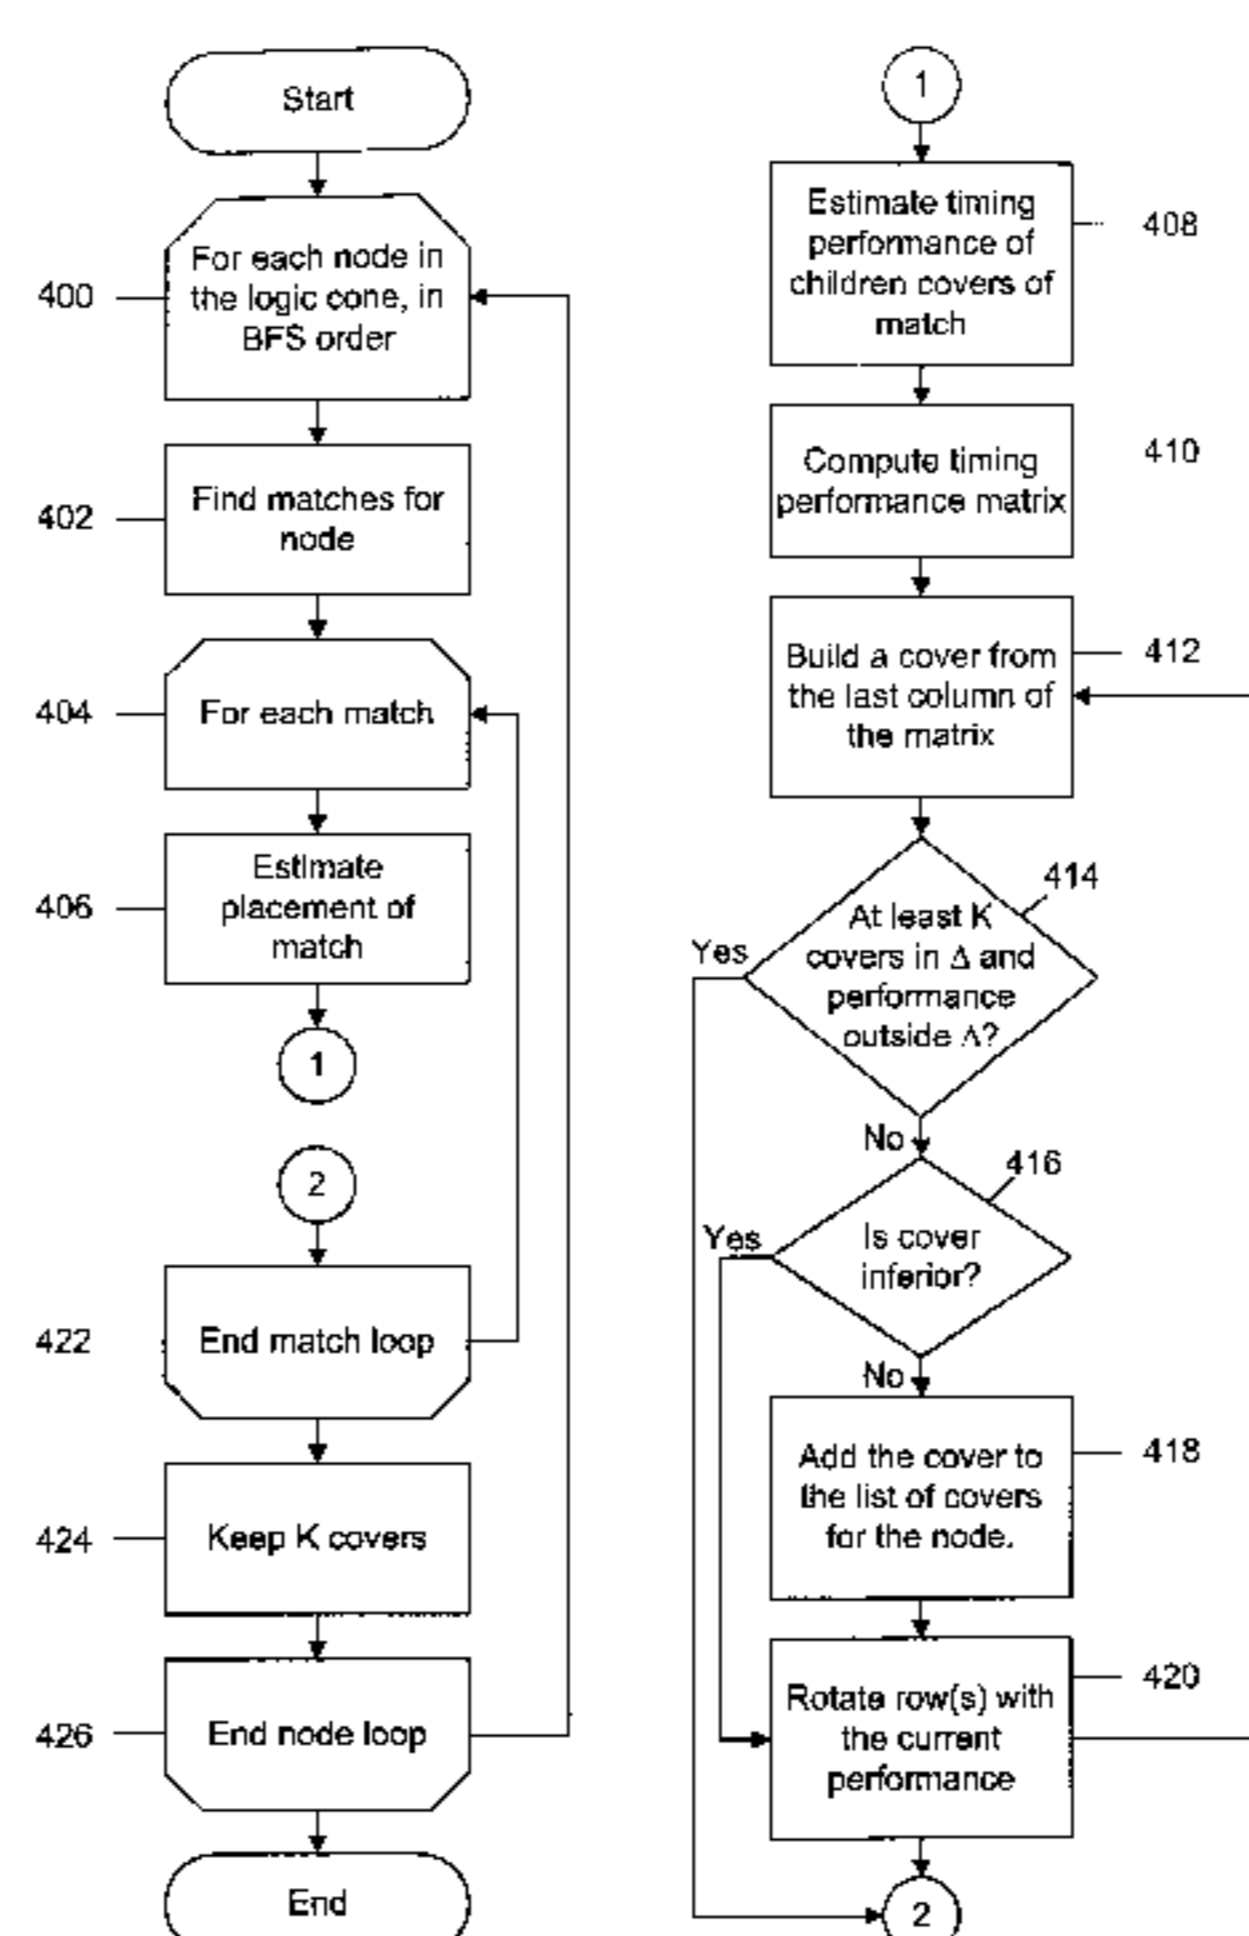 Start
400
For each node in
the logic cone, in
BFS order
402
Find matches for
node
404
For each match
406
Estimate
placement of
match
1
2
422
End match loop
424
Keep K covers
426
End node loop
End
1
Estimate timing
performance of
children covers of
match
408
Compute timing
performance matrix
410
Build a cover from
the last column of
the matrix
412
414
At least K
covers in Δ and
performance
outside Δ?
Yes
No
416
Is cover
inferior?
Yes
No
Add the cover to
the list of covers
for the node.
418
Rotate row(s) with
the current
performance
420
2